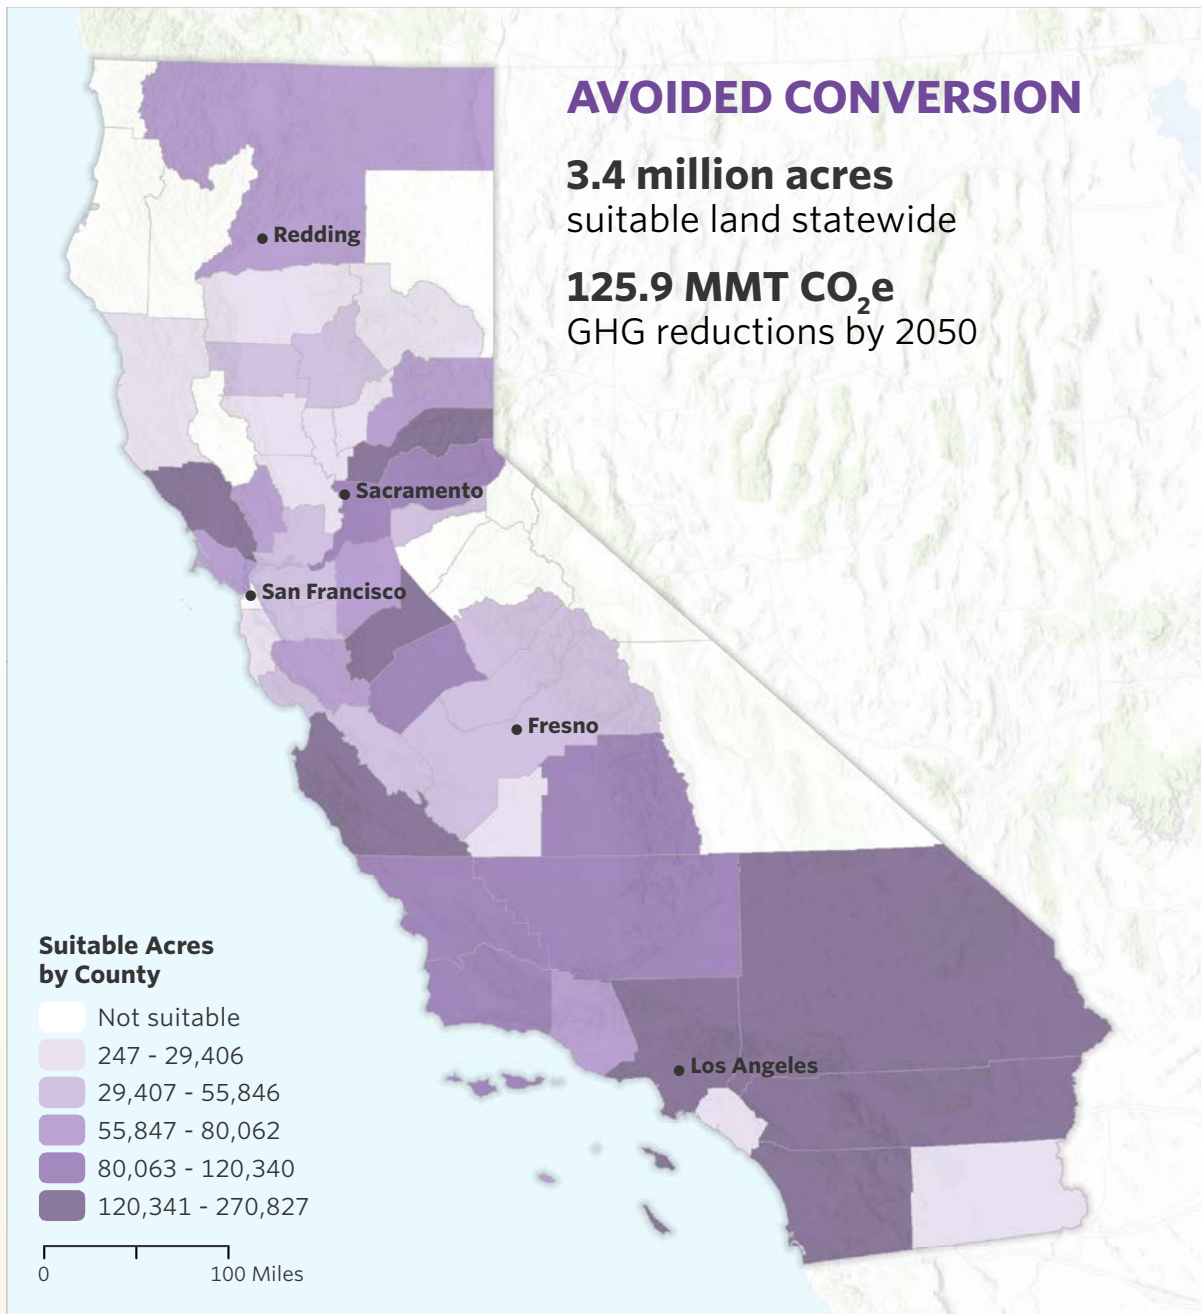 AVOIDED CONVERSION
3.4 million acres
suitable land statewide
125.9 MMT CO₂e
GHG reductions by 2050
Redding
Sacramento
San Francisco
Fresno
Los Angeles
Suitable Acres
by County
Not suitable
247 - 29,406
29,407 - 55,846
55,847 - 80,062
80,063 - 120,340
120,341 - 270,827
0 100 Miles